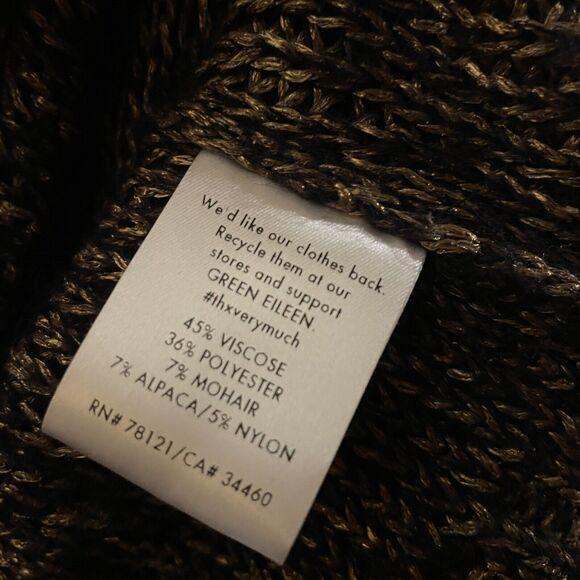 We'd like our clothes back.
Recycle them at our
stores and support
GREEN EILEEN.
#thxverymuch
45% VISCOSE
36% POLYESTER
7% MOHAIR
7% ALPACA/5% NYLON
RN# 78121/CA# 34460